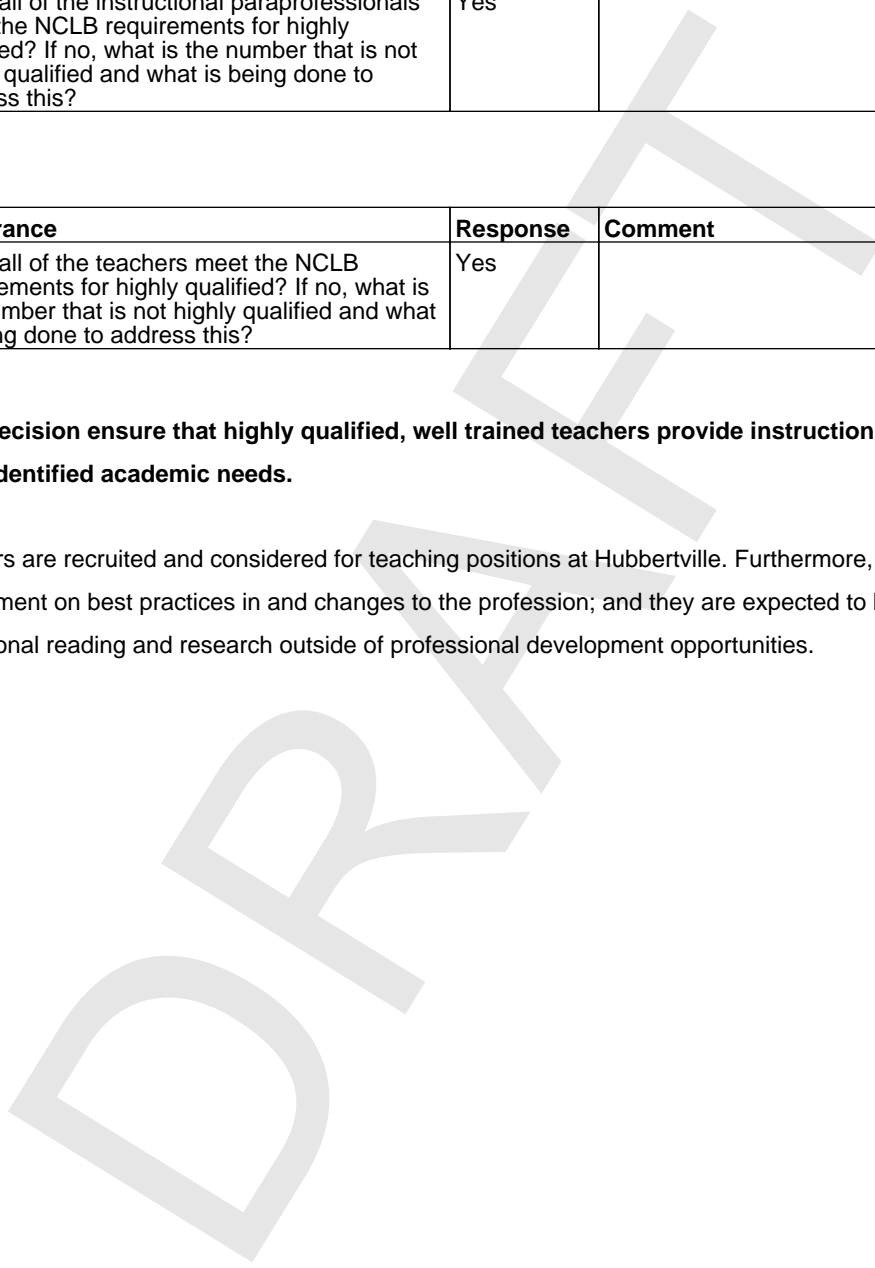 all of the instructional paraprofessionals
Yes
the NCLB requirements for highly
ed? If no, what is the number that is not
qualified and what is being done to
ss this?
rance Response Comment
all of the teachers meet the NCLB Yes
ements for highly qualified? If no, what is
mber that is not highly qualified and what
ng done to address this?
ecision ensure that highly qualified, well trained teachers provide instruction
dentified academic needs.
rs are recruited and considered for teaching positions at Hubbertville. Furthermore,
ment on best practices in and changes to the profession; and they are expected to
onal reading and research outside of professional development opportunities.
DRAFT